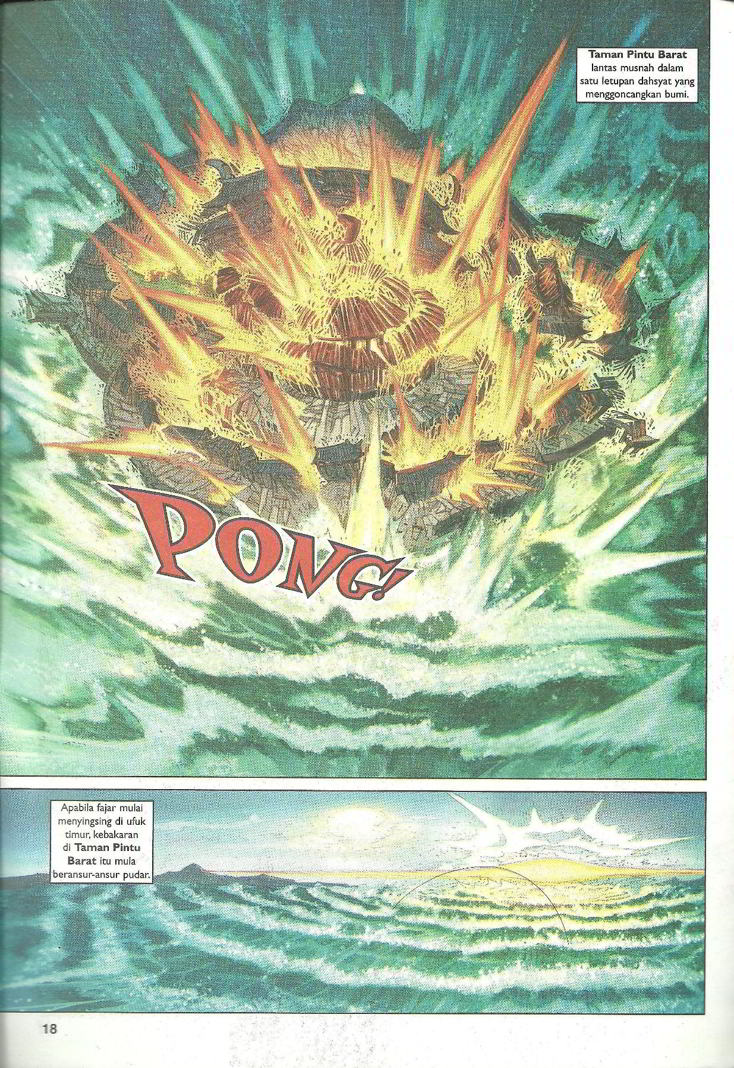 Taman Pintu Barat
lantas musnah dalam
satu letupan dahsyat yang
menggoncangkan bumi.
PONG!
Apabila fajar mulai
menyingsing di ufuk
timur, kebakaran
di Taman Pintu
Barat itu mula
beransur-ansur pudar.
18